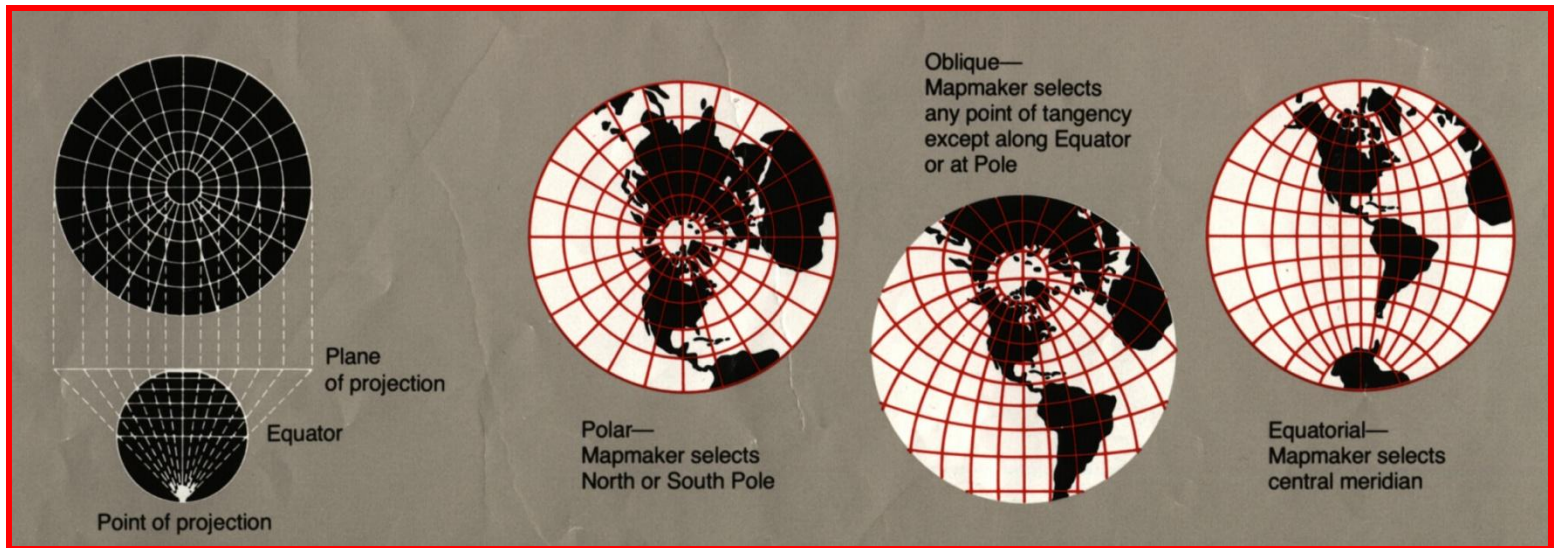 Plane
of projection
Equator
Point of projection
Polar—
Mapmaker selects
North or South Pole
Oblique—
Mapmaker selects
any point of tangency
except along Equator
or at Pole
Equatorial—
Mapmaker selects
central meridian